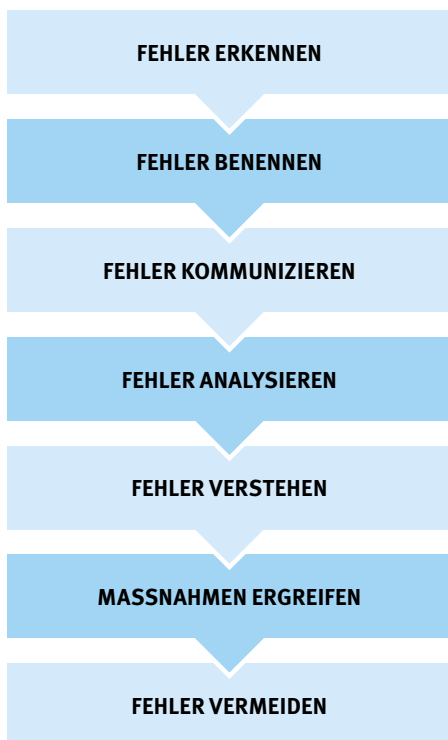 FEHLER ERKENNEN
FEHLER BENENNEN
FEHLER KOMMUNIZIEREN
FEHLER ANALYSIEREN
FEHLER VERSTEHEN
MASSNAHMEN ERGREIFEN
FEHLER VERMEIDEN